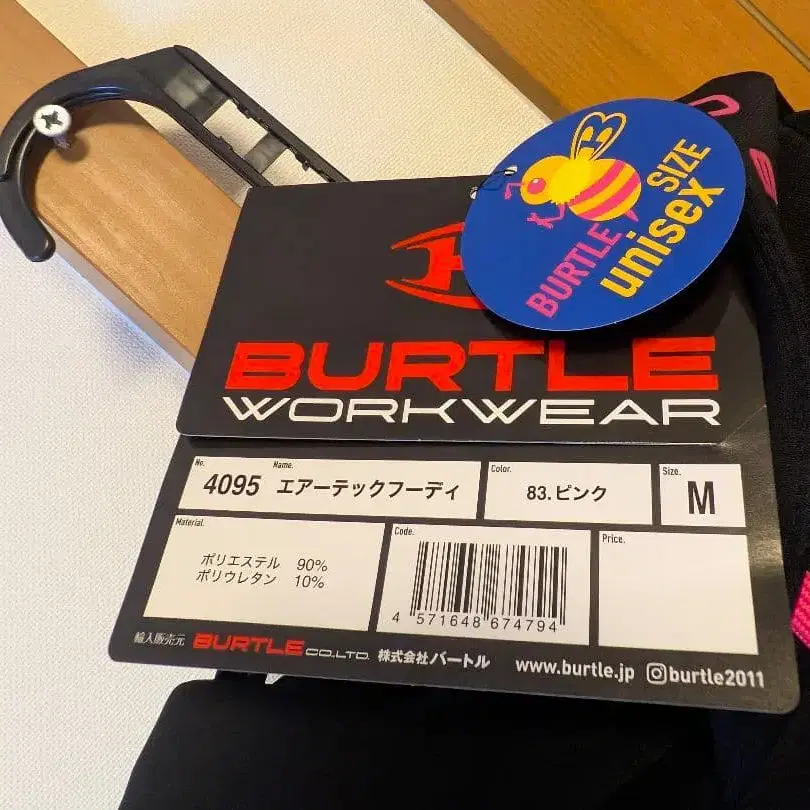 BURTLE
unisex
SIZE
BURTLE
WORKWEAR
No.
4095
Name.
エアーテックフーディ
Color.
83.ピンク
Size.
M
Material.
ポリエステル 90%
ポリウレタン 10%
Code.
4 571648 674794
Price.
輸入販売元 BURTLE CO.LTD. 株式会社バートル www.burtle.jp burtle2011